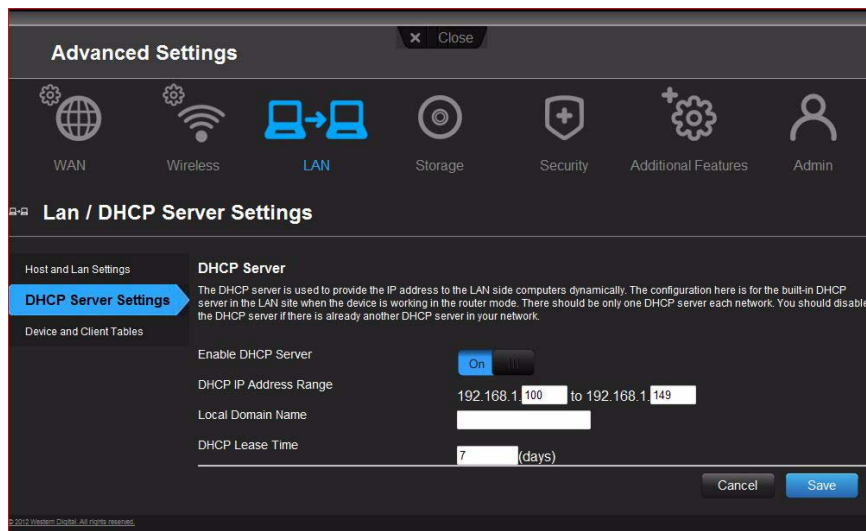 Close
Advanced Settings
WAN Wireless LAN Storage Security Additional Features Admin
Lan / DHCP Server Settings
Host and Lan Settings
DHCP Server Settings
Device and Client Tables
DHCP Server
The DHCP server is used to provide the IP address to the LAN side computers dynamically. The configuration here is for the built-in DHCP
server in the LAN site when the device is working in the router mode. There should be only one DHCP server each network. You should disable
the DHCP server if there is already another DHCP server in your network.
Enable DHCP Server On
DHCP IP Address Range 192.168.1. 100 to 192.168.1. 149
Local Domain Name
DHCP Lease Time 7 (days)
Cancel Save
© 2012 Western Digital. All rights reserved.